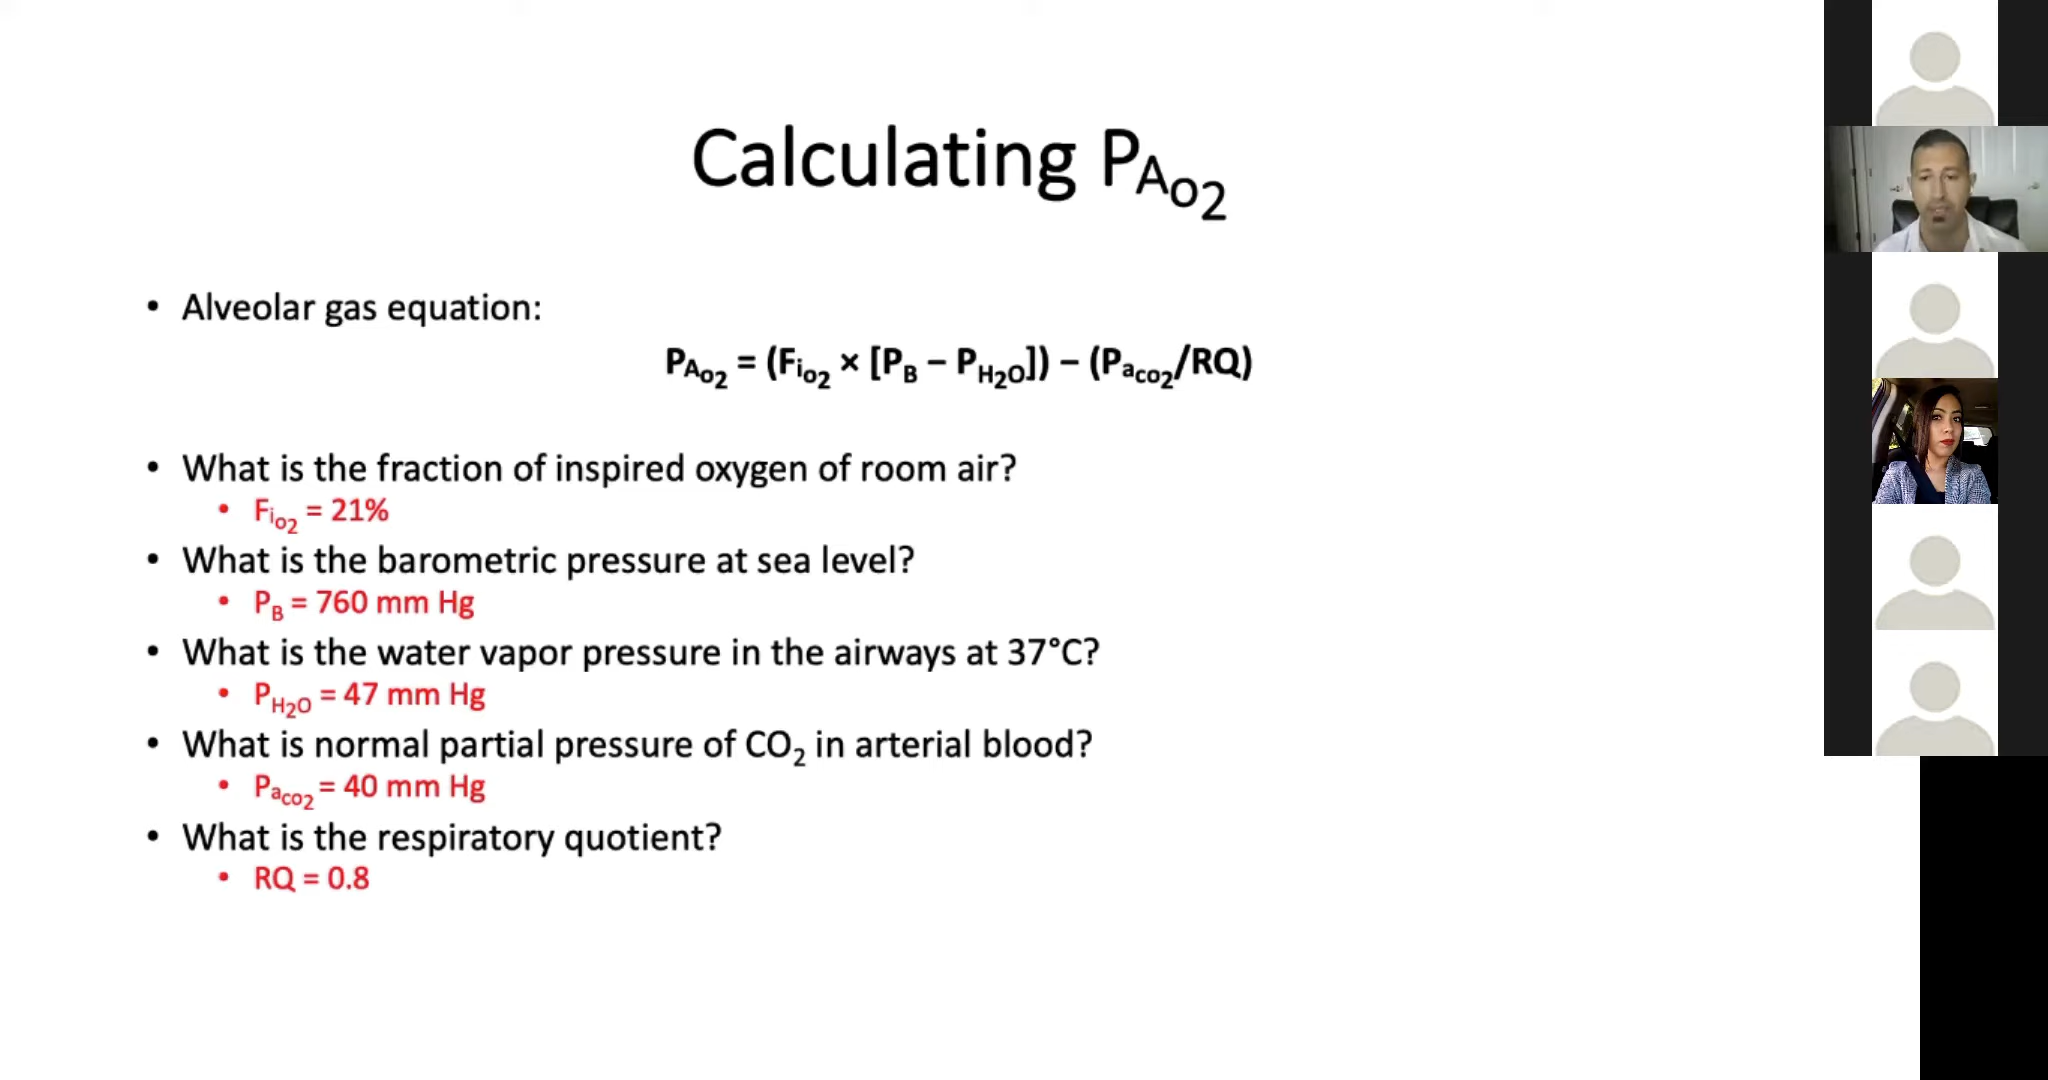 Calculating PAO2
• Alveolar gas equation:
PAO2 = (FiO2 × [PB – PH2O]) – (PaCO2/RQ)
• What is the fraction of inspired oxygen of room air?
• FiO2 = 21%
• What is the barometric pressure at sea level?
• PB = 760 mm Hg
• What is the water vapor pressure in the airways at 37°C?
• PH2O = 47 mm Hg
• What is normal partial pressure of CO2 in arterial blood?
• PaCO2 = 40 mm Hg
• What is the respiratory quotient?
• RQ = 0.8